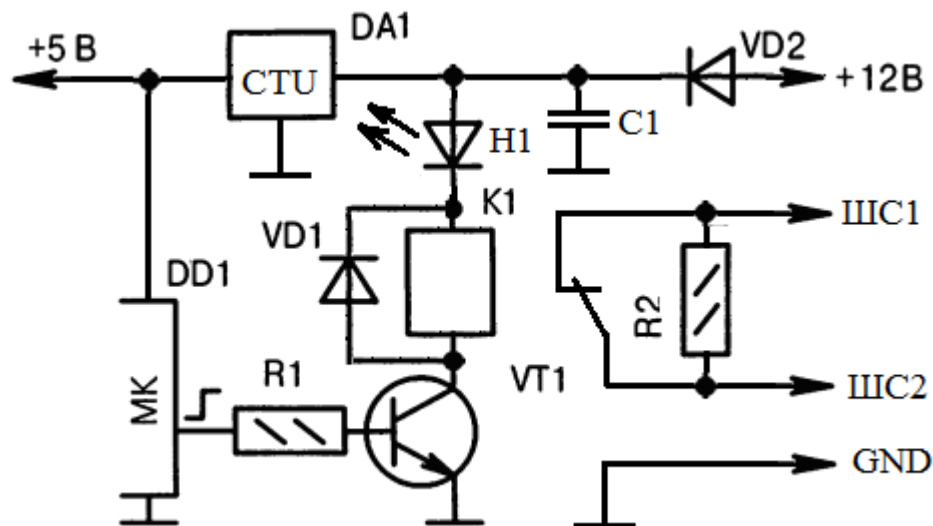 DA1
+5 В
CTU
VD2
+12В
C1
H1
K1
ШС1
VD1
DD1
R2
R1
VT1
МК
ШС2
GND